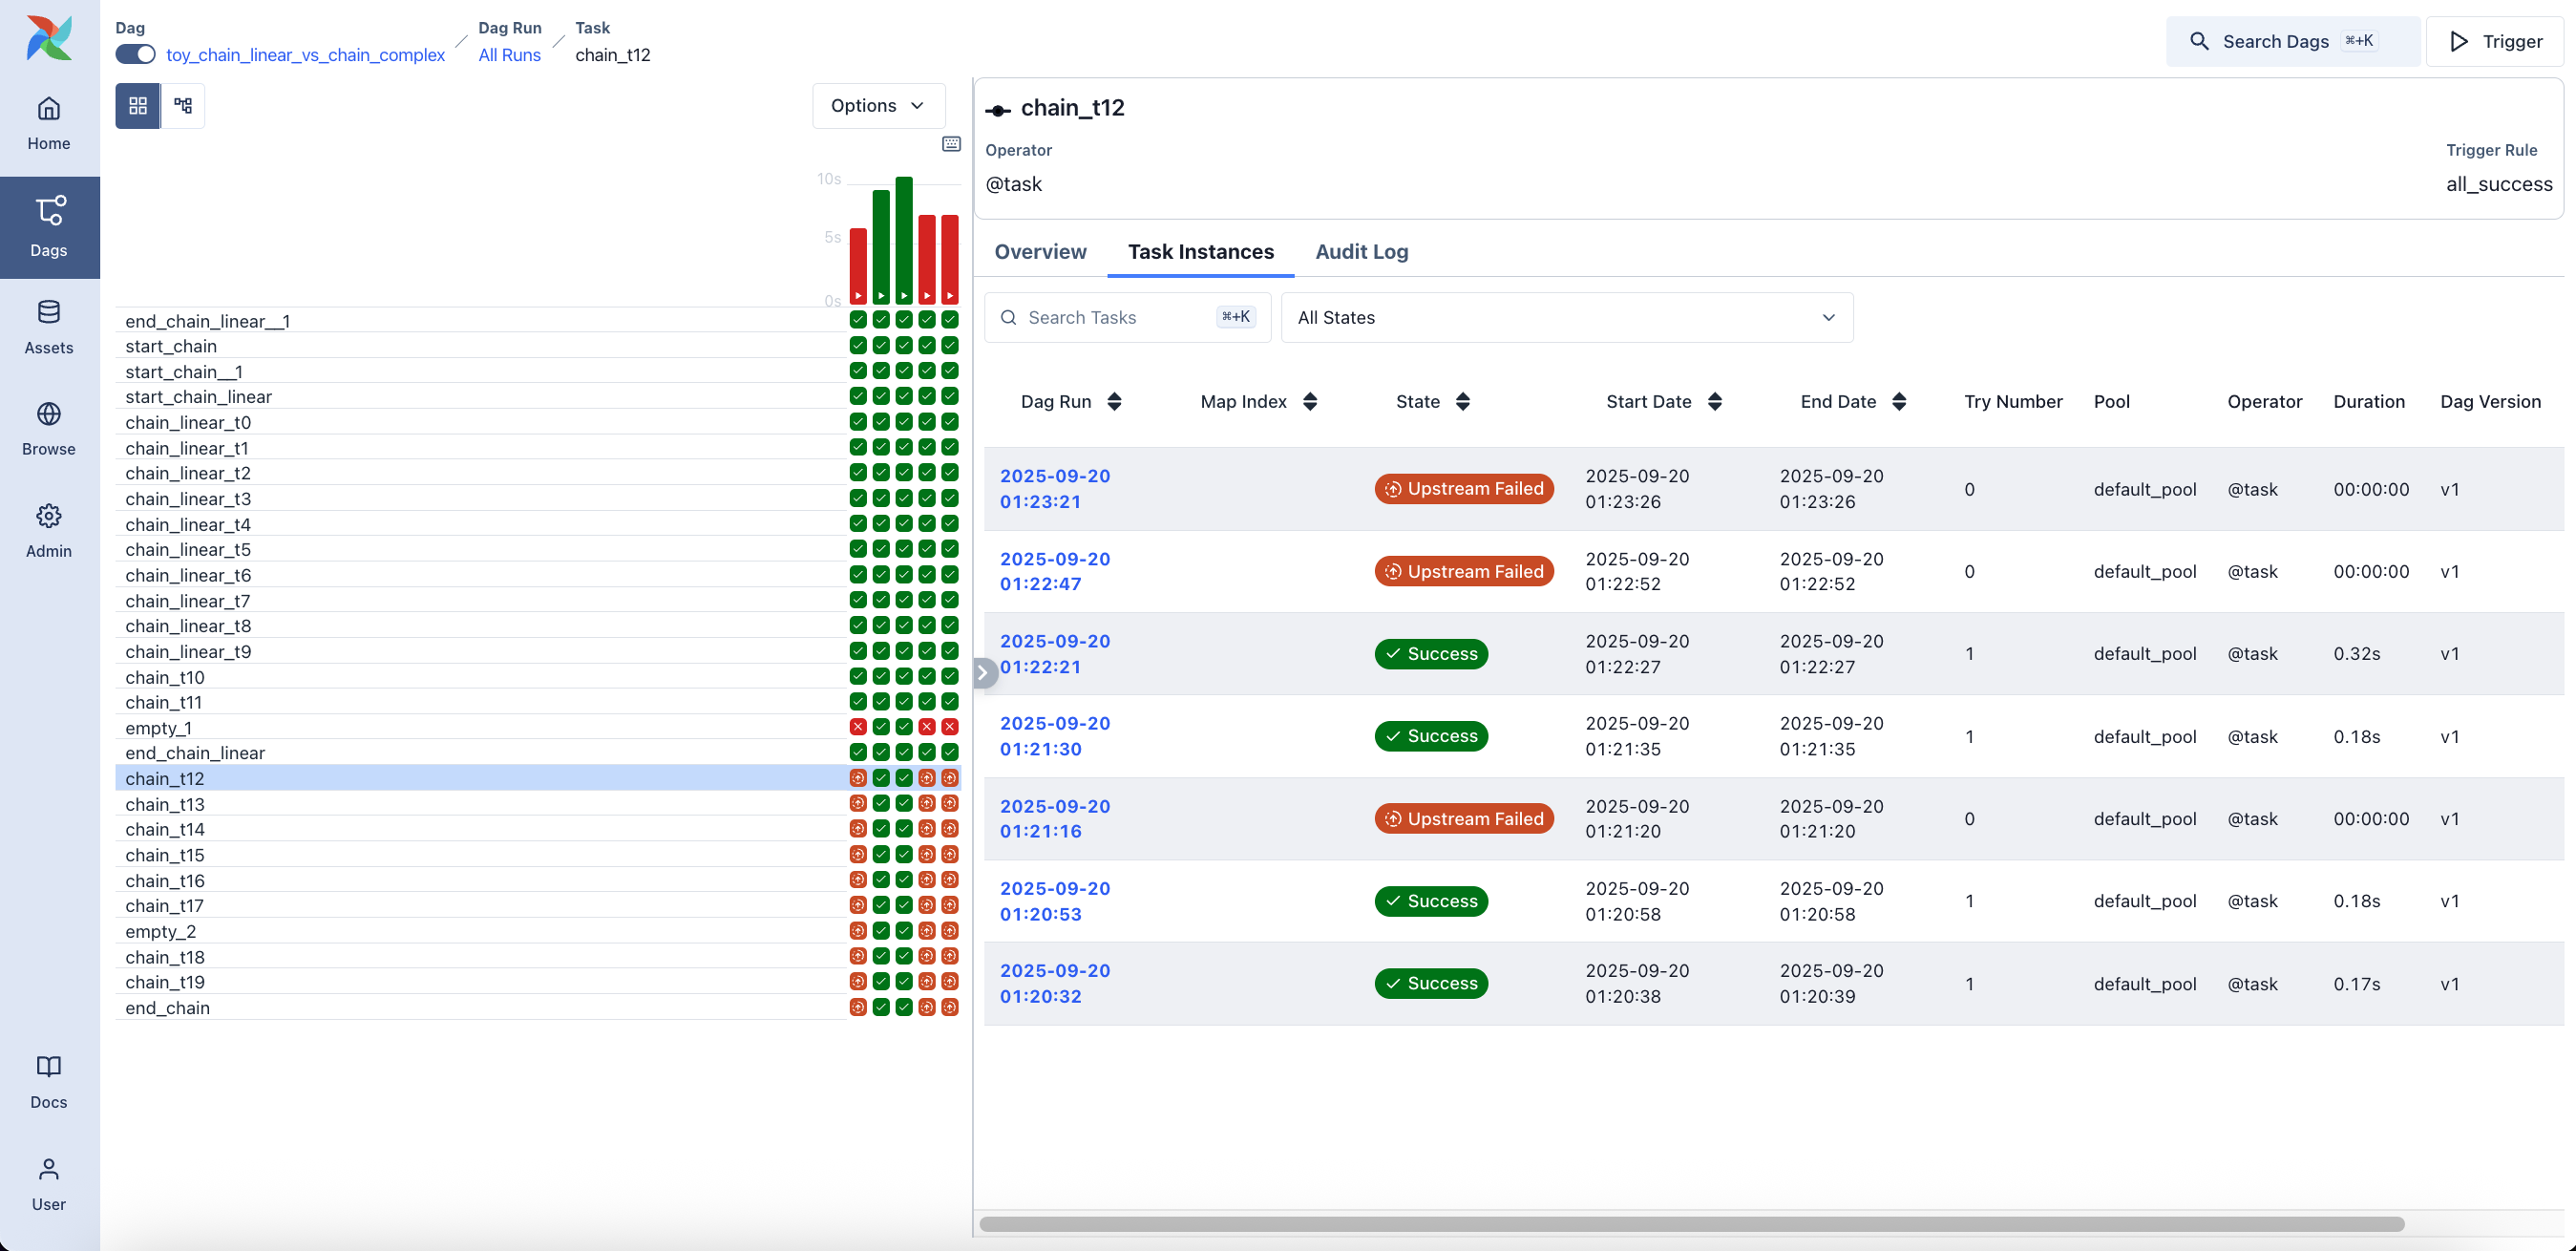 Dag
toy_chain_linear_vs_chain_complex
Dag Run
All Runs
Task
chain_t12
Search Dags ⌘+K
Trigger
Home
Dags
Assets
Browse
Admin
Docs
User
Options
10s
5s
0s
end_chain_linear__1
start_chain
start_chain__1
start_chain_linear
chain_linear_t0
chain_linear_t1
chain_linear_t2
chain_linear_t3
chain_linear_t4
chain_linear_t5
chain_linear_t6
chain_linear_t7
chain_linear_t8
chain_linear_t9
chain_t10
chain_t11
empty_1
end_chain_linear
chain_t12
chain_t13
chain_t14
chain_t15
chain_t16
chain_t17
empty_2
chain_t18
chain_t19
end_chain
chain_t12
Operator
@task
Trigger Rule
all_success
Overview Task Instances Audit Log
Search Tasks ⌘+K All States
Dag Run Map Index State Start Date End Date Try Number Pool Operator Duration Dag Version
2025-09-20 01:23:21 Upstream Failed 2025-09-20 01:23:26 2025-09-20 01:23:26 0 default_pool @task 00:00:00 v1
2025-09-20 01:22:47 Upstream Failed 2025-09-20 01:22:52 2025-09-20 01:22:52 0 default_pool @task 00:00:00 v1
2025-09-20 01:22:21 Success 2025-09-20 01:22:27 2025-09-20 01:22:27 1 default_pool @task 0.32s v1
2025-09-20 01:21:30 Success 2025-09-20 01:21:35 2025-09-20 01:21:35 1 default_pool @task 0.18s v1
2025-09-20 01:21:16 Upstream Failed 2025-09-20 01:21:20 2025-09-20 01:21:20 0 default_pool @task 00:00:00 v1
2025-09-20 01:20:53 Success 2025-09-20 01:20:58 2025-09-20 01:20:58 1 default_pool @task 0.18s v1
2025-09-20 01:20:32 Success 2025-09-20 01:20:38 2025-09-20 01:20:39 1 default_pool @task 0.17s v1